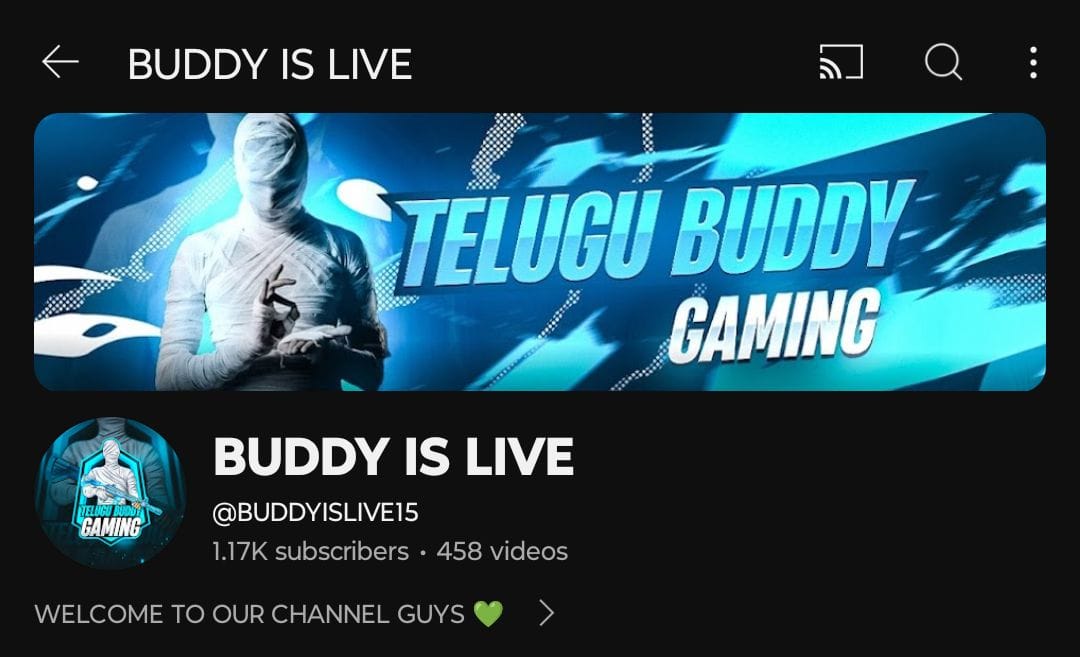 BUDDY IS LIVE
TELUGU BUDDY
GAMING
BUDDY IS LIVE
TELUGU BUDDY
GAMING
@BUDDYISLIVE15
1.17K subscribers • 458 videos
WELCOME TO OUR CHANNEL GUYS 💚